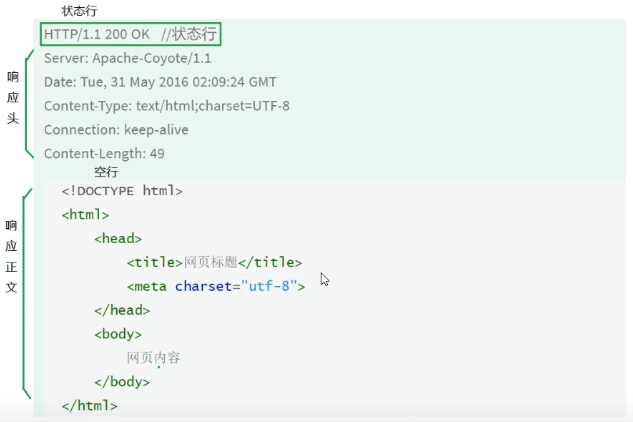 状态行
HTTP/1.1 200 OK //状态行
Server: Apache-Coyote/1.1
Date: Tue, 31 May 2016 02:09:24 GMT
Content-Type: text/html;charset=UTF-8
Connection: keep-alive
Content-Length: 49
响应头
空行
<!DOCTYPE html>
<html>
<head>
<title>网页标题</title>
<meta charset="utf-8">
</head>
<body>
网页内容
</body>
</html>
响应正文